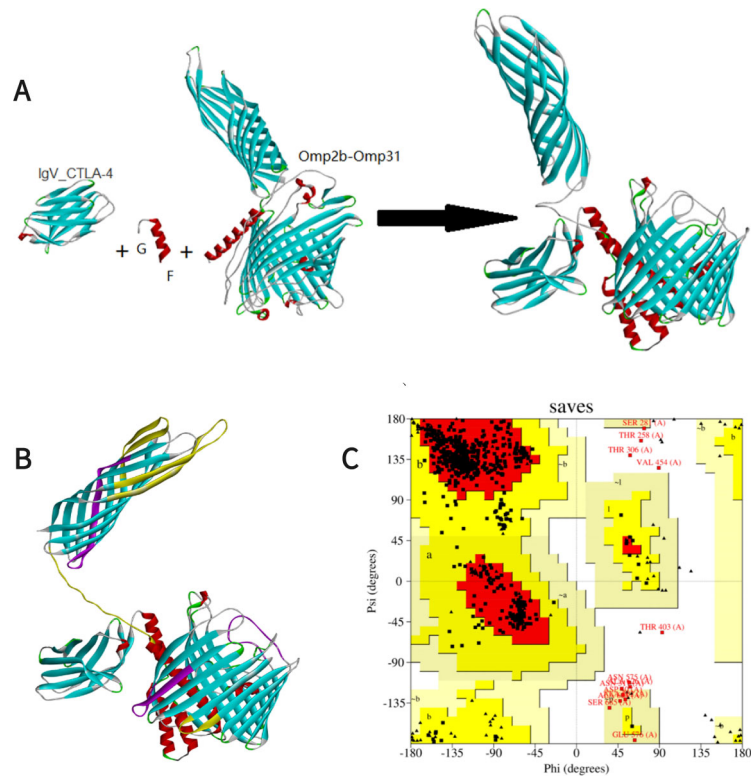 A
IgV_CTLA-4
Omp2b-Omp31
+ G
F
+
B
C
saves
SER 281 (A)
THR 258 (A)
THR 306 (A)
VAL 454 (A)
THR 403 (A)
ASN 575 (A)
GLU 576 (A)
b
~b
~b
b
~l
l
a
~a
~b
b
p
~b
180
135
90
45
0
-45
-90
-135
-180
-135
-90
-45
0
45
90
135
180
Psi (degrees)
Phi (degrees)